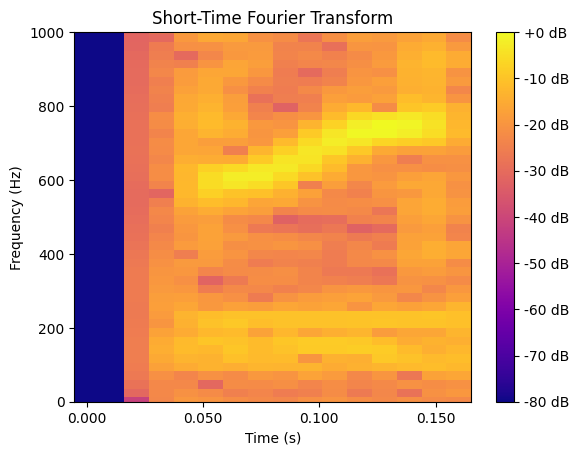 Short-Time Fourier Transform
1000
800
600
400
200
0
Frequency (Hz)
0.000
0.050
0.100
0.150
Time (s)
+0 dB
-10 dB
-20 dB
-30 dB
-40 dB
-50 dB
-60 dB
-70 dB
-80 dB